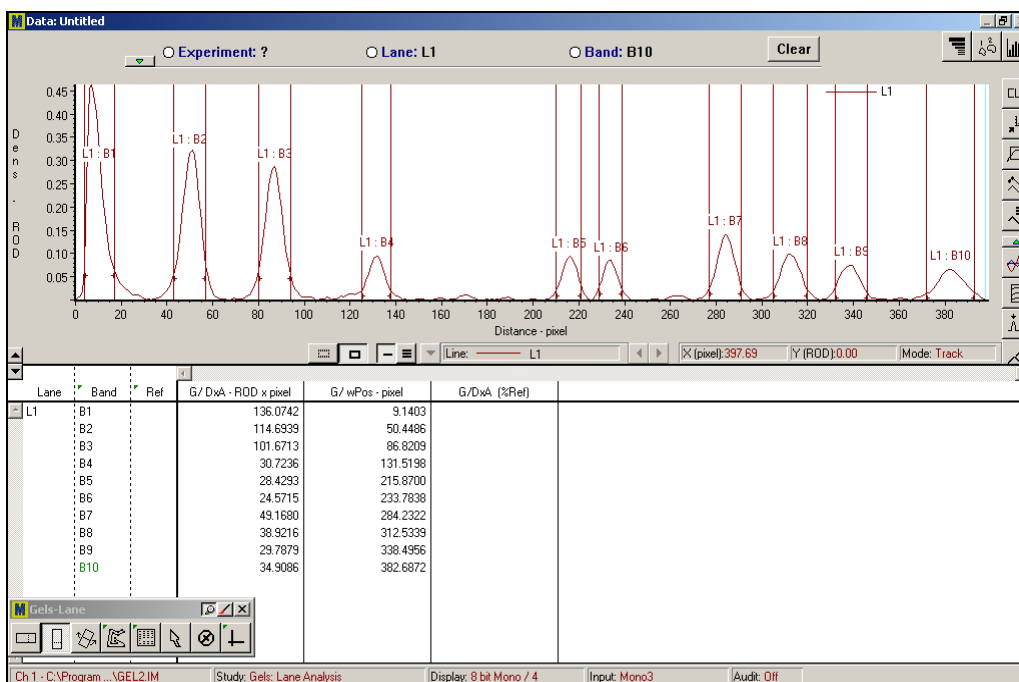 Data: Untitled
Experiment: ? Lane: L1 Band: B10 Clear
L1
Dens. ROD
0.45
0.40
0.35
0.30
0.25
0.20
0.15
0.10
0.05
L1 : B1
L1 : B2
L1 : B3
L1 : B4
L1 : B5
L1 : B6
L1 : B7
L1 : B8
L1 : B9
L1 : B10
0 20 40 60 80 100 120 140 160 180 200 220 240 260 280 300 320 340 360 380
Distance - pixel
Line: L1 X (pixel):397.69 Y (ROD):0.00 Mode: Track
Lane Band Ref G/ DxA - ROD x pixel G/ wPos - pixel G/DxA (%Ref)
L1 B1 136.0742 9.1403
B2 114.6939 50.4486
B3 101.6713 86.8209
B4 30.7236 131.5198
B5 28.4293 215.8700
B6 24.5715 233.7838
B7 49.1680 284.2322
B8 38.9216 312.5339
B9 29.7879 338.4956
B10 34.9086 382.6872
Gels-Lane
Ch 1 - C:\Program ...\GEL2.IM Study: Gels: Lane Analysis Display: 8 bit Mono / 4 Input: Mono3 Audit: Off